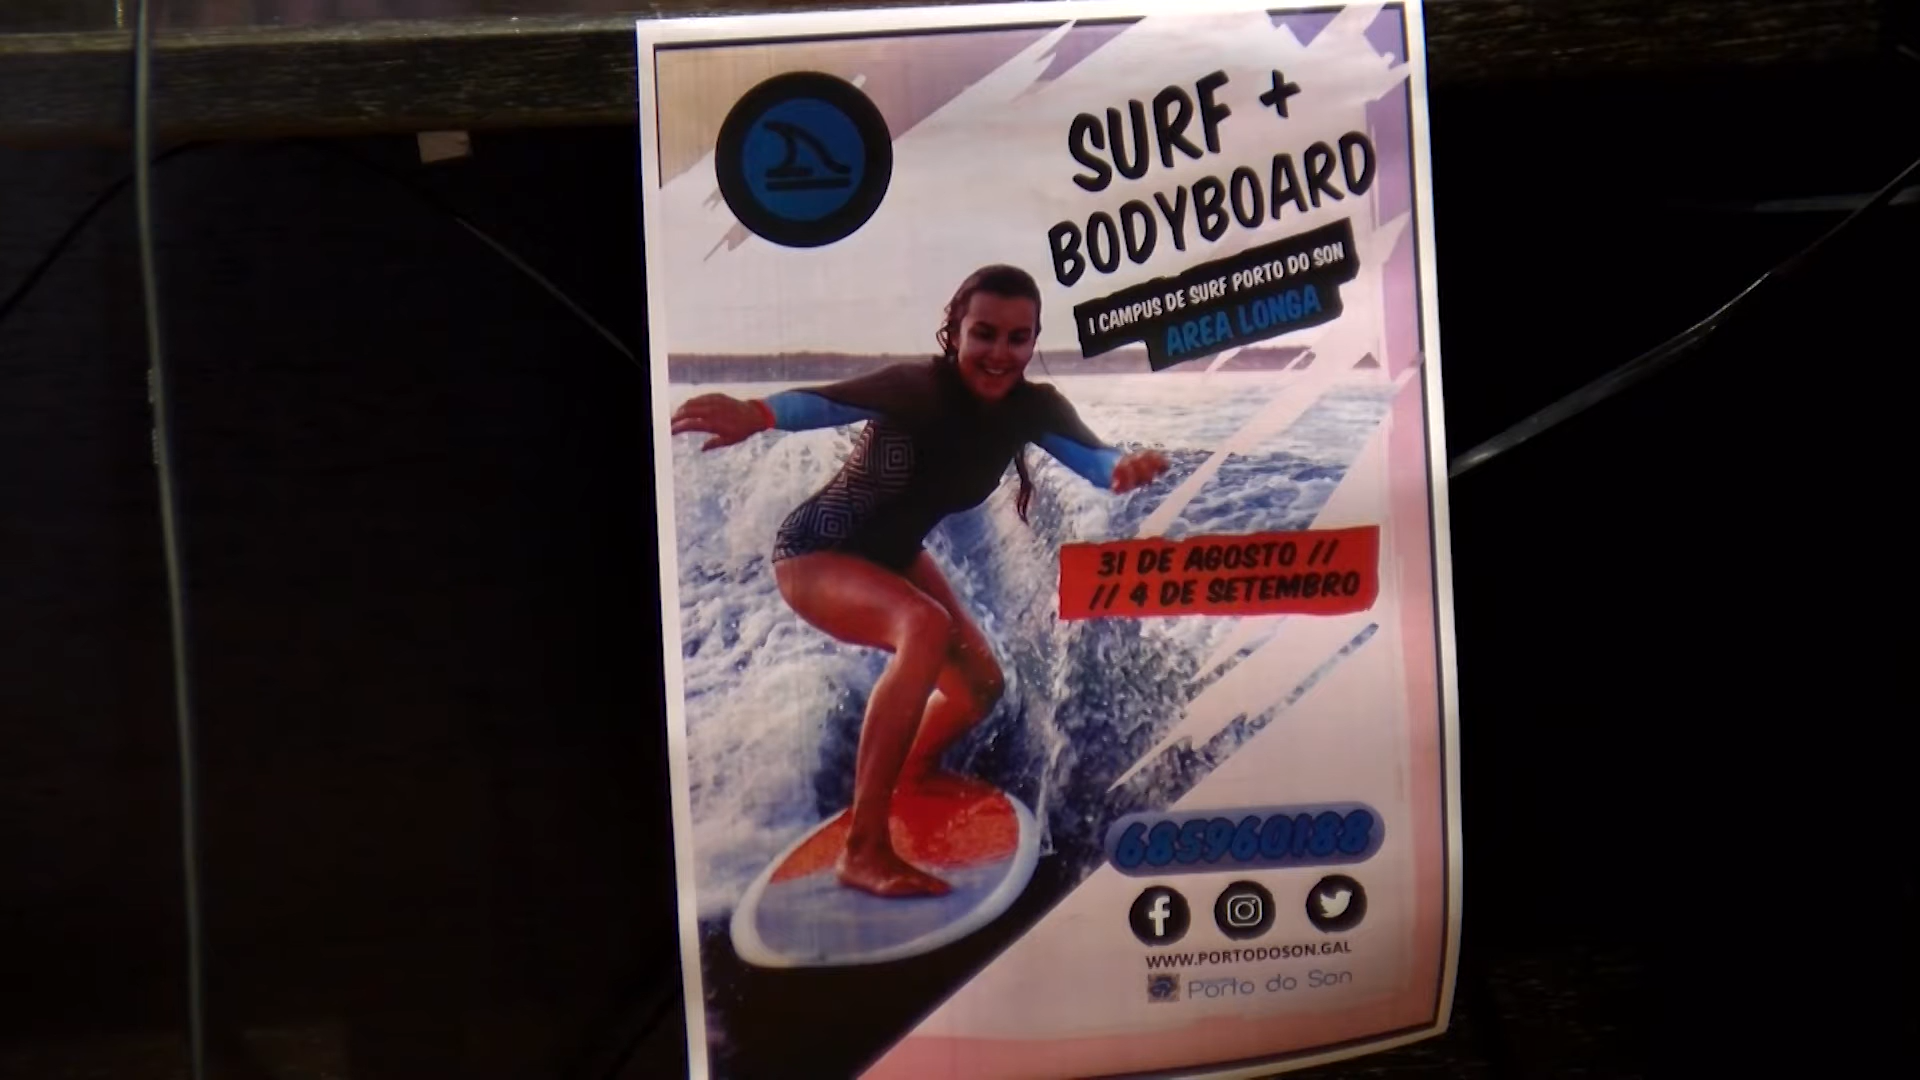 SURF +
BODYBOARD
I CAMPUS DE SURF PORTO DO SON
AREA LONGA
31 DE AGOSTO //
// 4 DE SETEMBRO
685960188
WWW.PORTODOSON.GAL
Porto do Son